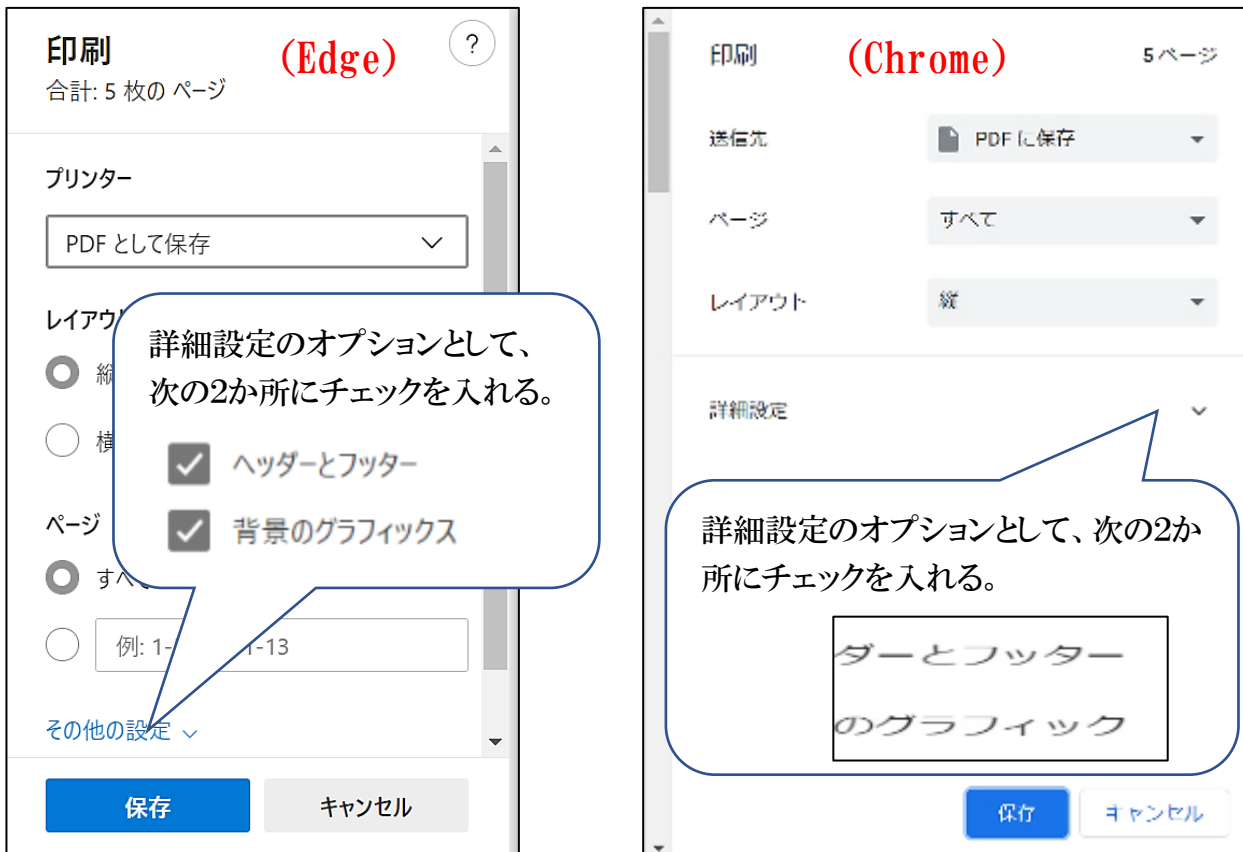 印刷
(Edge)
?
合計: 5 枚の ページ
プリンター
PDF として保存
レイアウ
縦
横
詳細設定のオプションとして、
次の2か所にチェックを入れる。
ヘッダーとフッター
背景のグラフィックス
ページ
すべて
例: 1-
1-13
その他の設定
保存
キャンセル
印刷
(Chrome)
5 ページ
送信先
PDF に保存
ページ
すべて
レイアウト
縦
詳細設定
詳細設定のオプションとして、次の2か
所にチェックを入れる。
ダーとフッター
のグラフィック
保存
キャンセル